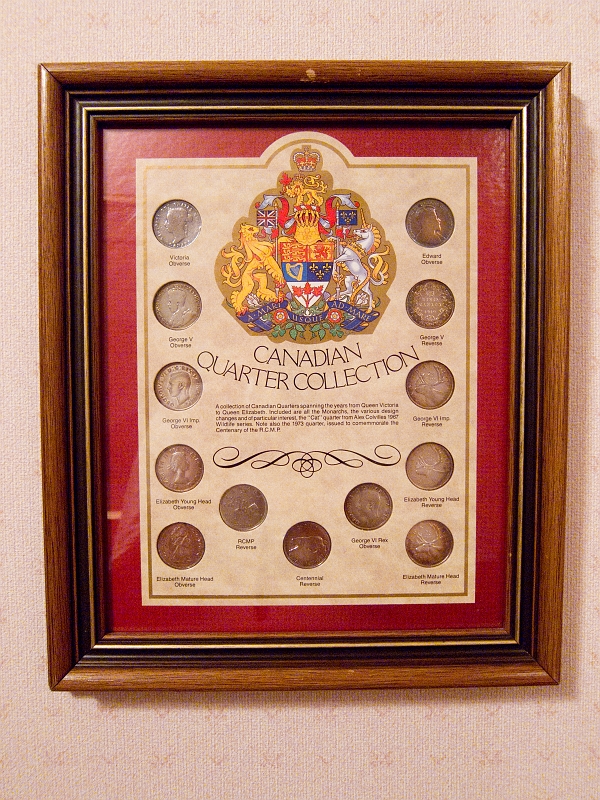 A MARI USQUE AD MARE
CANADIAN
QUARTER COLLECTION
A collection of Canadian Quarters spanning the years from Queen Victoria
to Queen Elizabeth. Included are all the Monarchs, the various design
changes and of particular interest, the "Cat" quarter from Alex Colvilles 1967
Wildlife series. Note also the 1973 quarter, issued to commemorate the
Centenary of the R.C.M.P.
Victoria
Obverse
Edward
Obverse
George V
Obverse
George V
Reverse
George VI Imp.
Obverse
George VI Imp.
Reverse
Elizabeth Young Head
Obverse
Elizabeth Young Head
Reverse
RCMP
Reverse
George VI Rex
Obverse
Elizabeth Mature Head
Obverse
Centennial
Reverse
Elizabeth Mature Head
Reverse